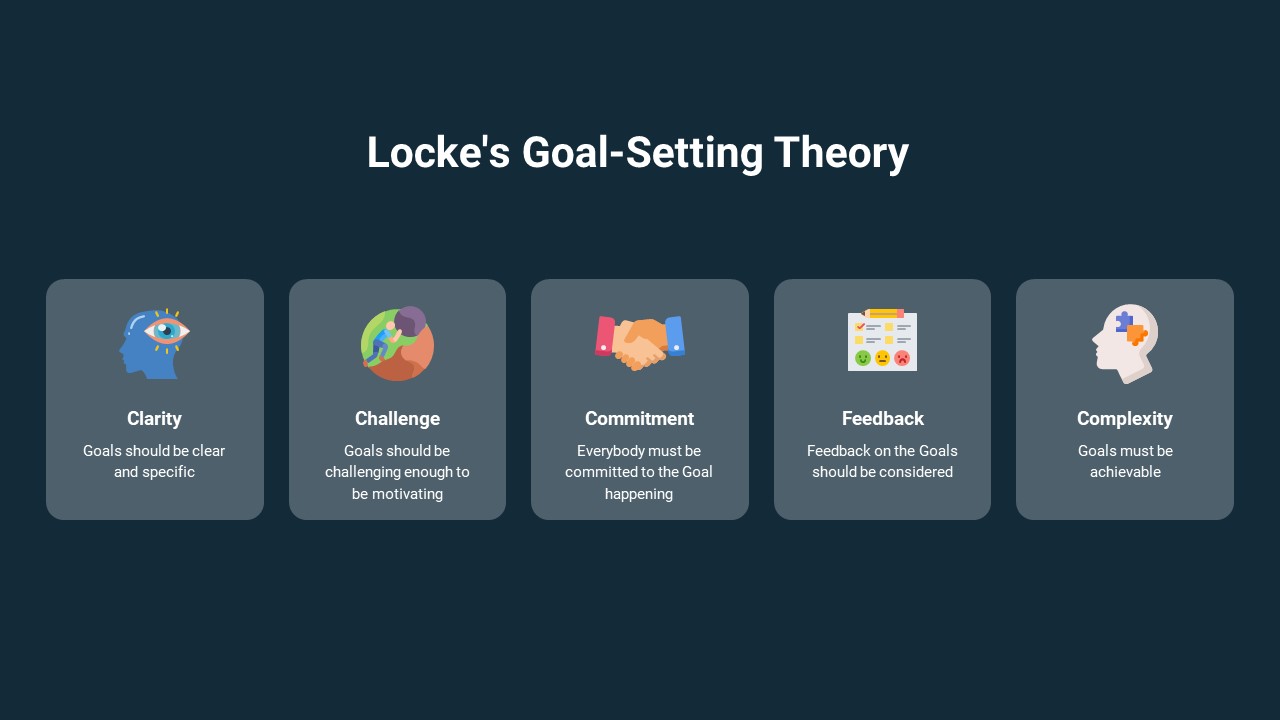 Locke's Goal-Setting Theory
Clarity
Goals should be clear
and specific
Challenge
Goals should be
challenging enough to
be motivating
Commitment
Everybody must be
committed to the Goal
happening
Feedback
Feedback on the Goals
should be considered
Complexity
Goals must be
achievable